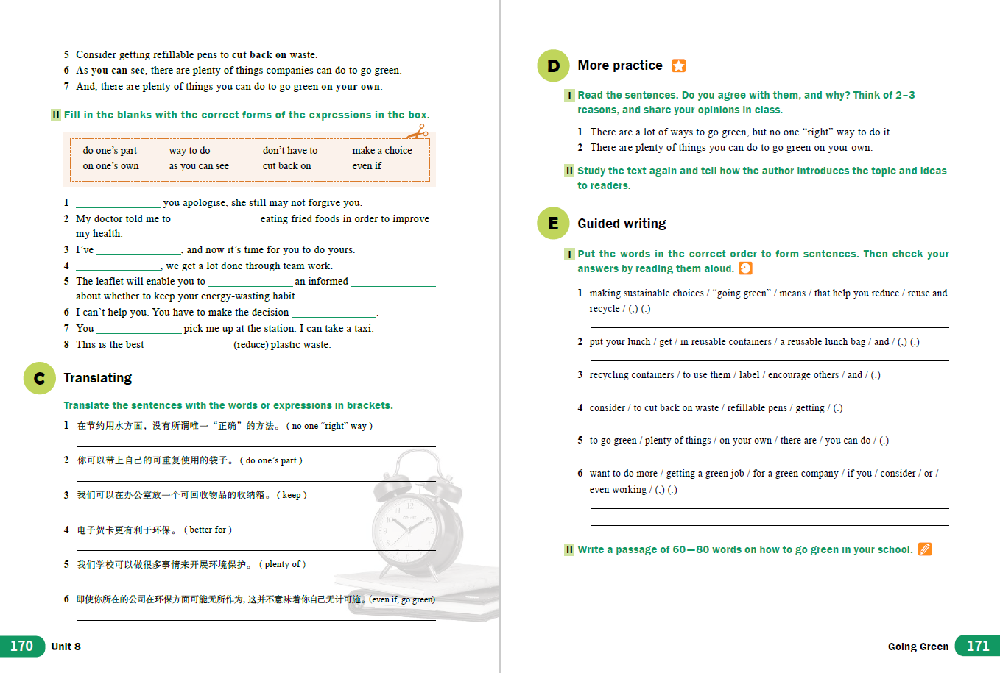 5 Consider getting refillable pens to cut back on waste.
6 As you can see, there are plenty of things companies can do to go green.
7 And, there are plenty of things you can do to go green on your own.
II Fill in the blanks with the correct forms of the expressions in the box.
do one's part way to do don't have to make a choice
on one's own as you can see cut back on even if
1 ________________ you apologise, she still may not forgive you.
2 My doctor told me to ________________ eating fried foods in order to improve
my health.
3 I've ________________, and now it's time for you to do yours.
4 ________________, we get a lot done through team work.
5 The leaflet will enable you to ________________ an informed ________________
about whether to keep your energy-wasting habit.
6 I can't help you. You have to make the decision ________________.
7 You ________________ pick me up at the station. I can take a taxi.
8 This is the best ________________ (reduce) plastic waste.
C Translating
Translate the sentences with the words or expressions in brackets.
1 在节约用水方面，没有所谓唯一“正确”的方法。( no one “right” way )
2 你可以带上自己的可重复使用的袋子。( do one's part )
3 我们可以在办公室放一个可回收物品的收纳箱。( keep )
4 电子贺卡更有利于环保。( better for )
5 我们学校可以做很多事情来开展环境保护。( plenty of )
6 即使你所在的公司在环保方面可能无所作为，这并不意味着你自己无计可施。(even if, go green)
170 Unit 8
D More practice
I Read the sentences. Do you agree with them, and why? Think of 2–3
reasons, and share your opinions in class.
1 There are a lot of ways to go green, but no one “right” way to do it.
2 There are plenty of things you can do to go green on your own.
II Study the text again and tell how the author introduces the topic and ideas
to readers.
E Guided writing
I Put the words in the correct order to form sentences. Then check your
answers by reading them aloud.
1 making sustainable choices / “going green” / means / that help you reduce / reuse and
recycle / (,) (.)
2 put your lunch / get / in reusable containers / a reusable lunch bag / and / (,) (.)
3 recycling containers / to use them / label / encourage others / and / (.)
4 consider / to cut back on waste / refillable pens / getting / (.)
5 to go green / plenty of things / on your own / there are / you can do / (.)
6 want to do more / getting a green job / for a green company / if you / consider / or /
even working / (,) (.)
II Write a passage of 60—80 words on how to go green in your school.
Going Green 171